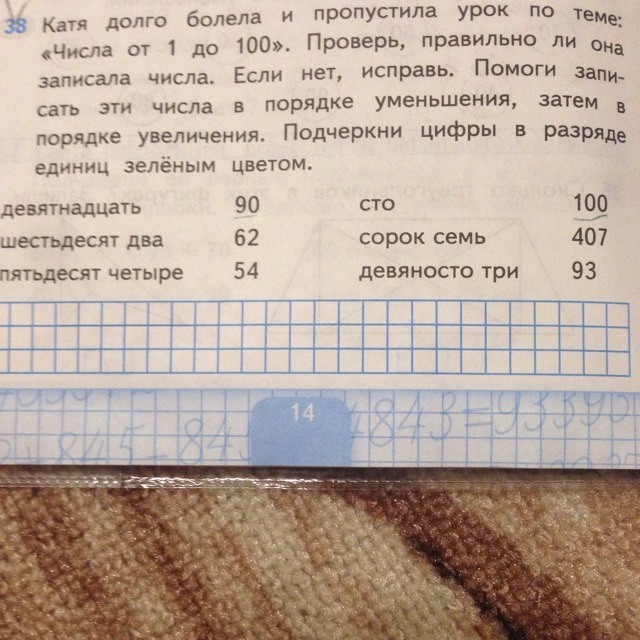 38 Катя долго болела и пропустила урок по теме:
«Числа от 1 до 100». Проверь, правильно ли она
записала числа. Если нет, исправь. Помоги запи-
сать эти числа в порядке уменьшения, затем в
порядке увеличения. Подчеркни цифры в разряде
единиц зелёным цветом.
девятнадцать 90 сто 100
шестьдесят два 62 сорок семь 407
пятьдесят четыре 54 девяносто три 93
14